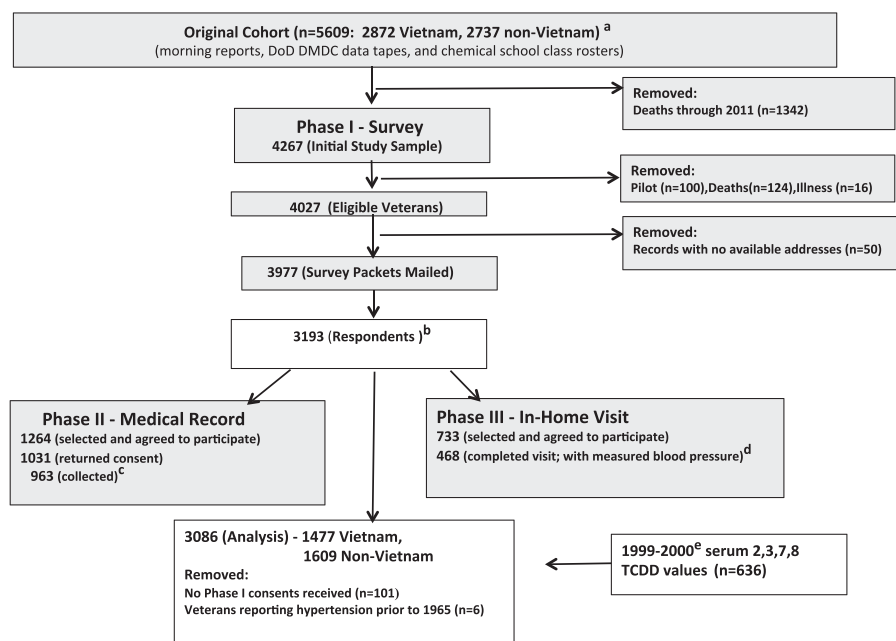 Original Cohort (n=5609: 2872 Vietnam, 2737 non-Vietnam) a
(morning reports, DoD DMDC data tapes, and chemical school class rosters)
Removed:
Deaths through 2011 (n=1342)
Phase I - Survey
4267 (Initial Study Sample)
Removed:
Pilot (n=100),Deaths(n=124),Illness (n=16)
4027 (Eligible Veterans)
Removed:
Records with no available addresses (n=50)
3977 (Survey Packets Mailed)
3193 (Respondents )b
Phase II - Medical Record
1264 (selected and agreed to participate)
1031 (returned consent)
963 (collected)c
Phase III - In-Home Visit
733 (selected and agreed to participate)
468 (completed visit; with measured blood pressure)d
3086 (Analysis) - 1477 Vietnam,
1609 Non-Vietnam
Removed:
No Phase I consents received (n=101)
Veterans reporting hypertension prior to 1965 (n=6)
1999-2000e serum 2,3,7,8
TCDD values (n=636)